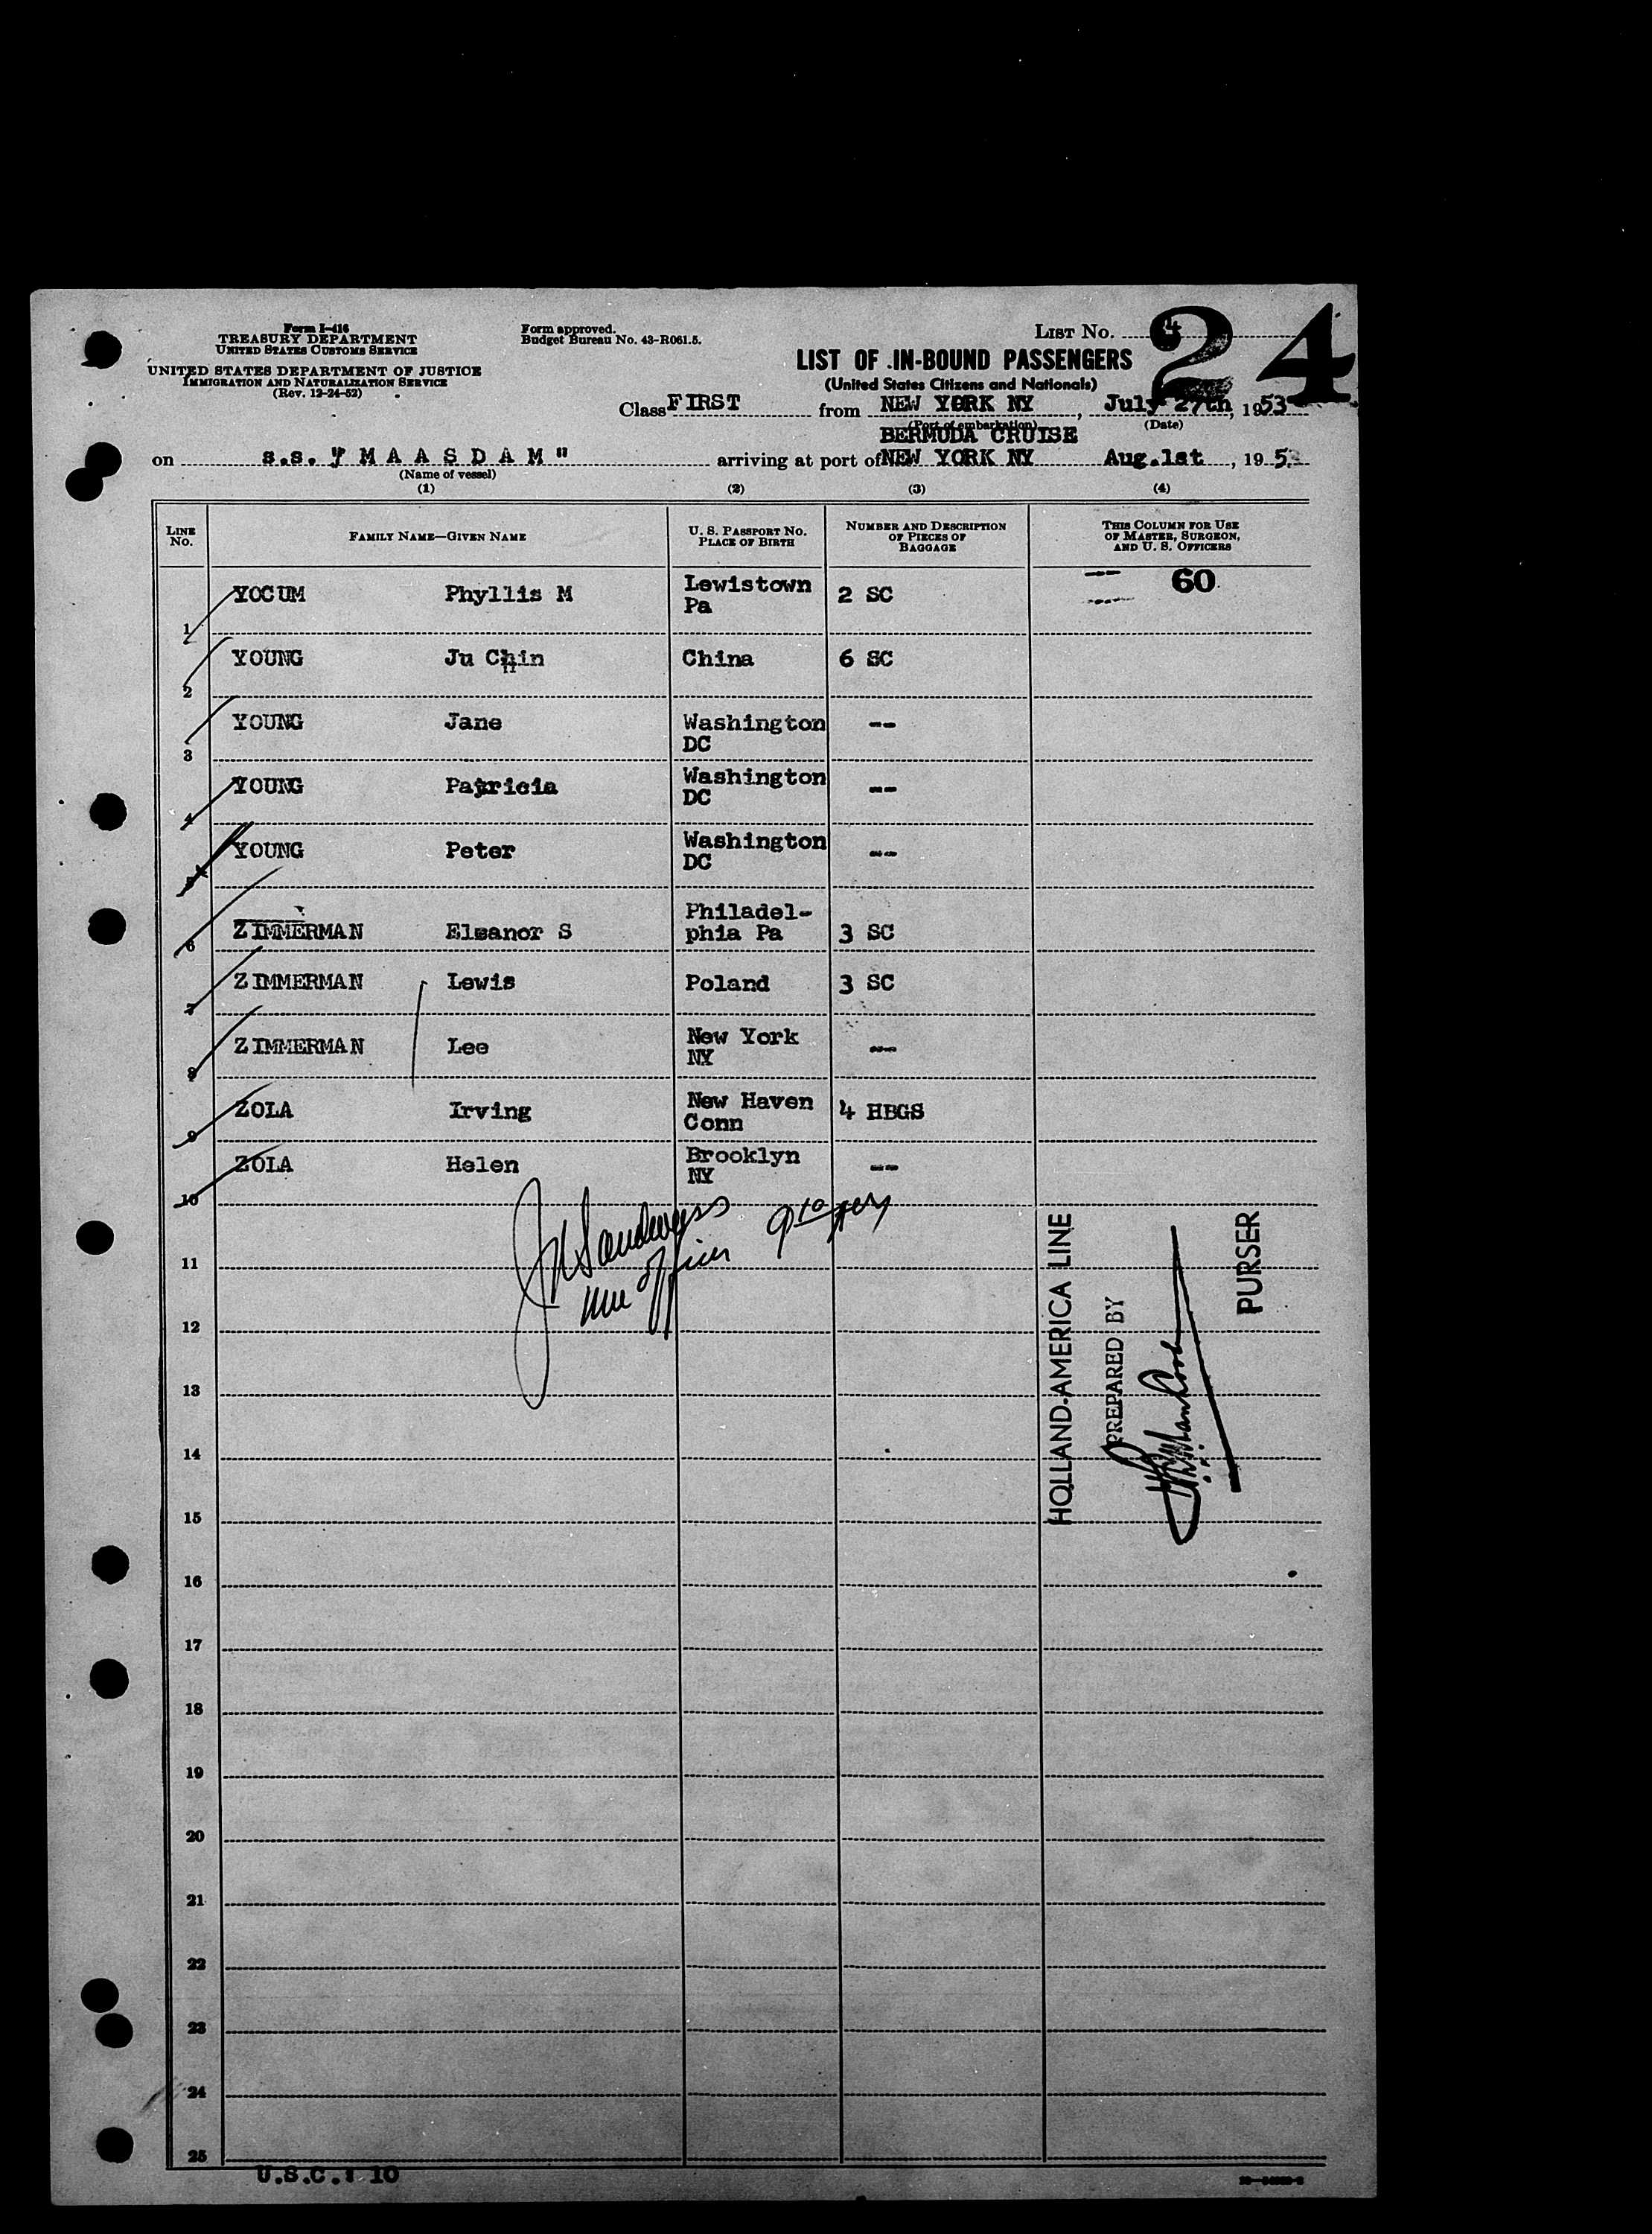 Form I-416
TREASURY DEPARTMENT
UNITED STATES CUSTOMS SERVICE
UNITED STATES DEPARTMENT OF JUSTICE
IMMIGRATION AND NATURALIZATION SERVICE
(Rev. 12-24-52)
Form approved.
Budget Bureau No. 43-R061.5.
LIST NO. 4
24
LIST OF IN-BOUND PASSENGERS
(United States Citizens and Nationals)
Class FIRST from NEW YORK NY, July 27th, 1953
(Port of embarkation) (Date)
BERMUDA CRUISE
on s.s. "MAASDAM" arriving at port of NEW YORK NY Aug.1st, 195
(Name of vessel)
(1) (2) (3) (4)
LINE NO. FAMILY NAME—GIVEN NAME U. S. PASSPORT NO. PLACE OF BIRTH NUMBER AND DESCRIPTION OF PIECES OF BAGGAGE THIS COLUMN FOR USE OF MASTER, SURGEON, AND U. S. OFFICERS
1 YOCUM Phyllis M Lewistown Pa 2 SC 60
2 YOUNG Ju Chin China 6 SC
3 YOUNG Jane Washington DC --
4 YOUNG Patricia Washington DC --
5 YOUNG Peter Washington DC --
6 ZIMMERMAN Eleanor S Philadelphia Pa 3 SC
7 ZIMMERMAN Lewis Poland 3 SC
8 ZIMMERMAN Lee New York NY --
9 ZOLA Irving New Haven Conn 4 HBGS
10 ZOLA Helen Brooklyn NY --
11
12
13
14
15
16
17
18
19
20
21
22
23
24
25
HOLLAND-AMERICA LINE
PREPARED BY
PURSER
U.S.C.: 10